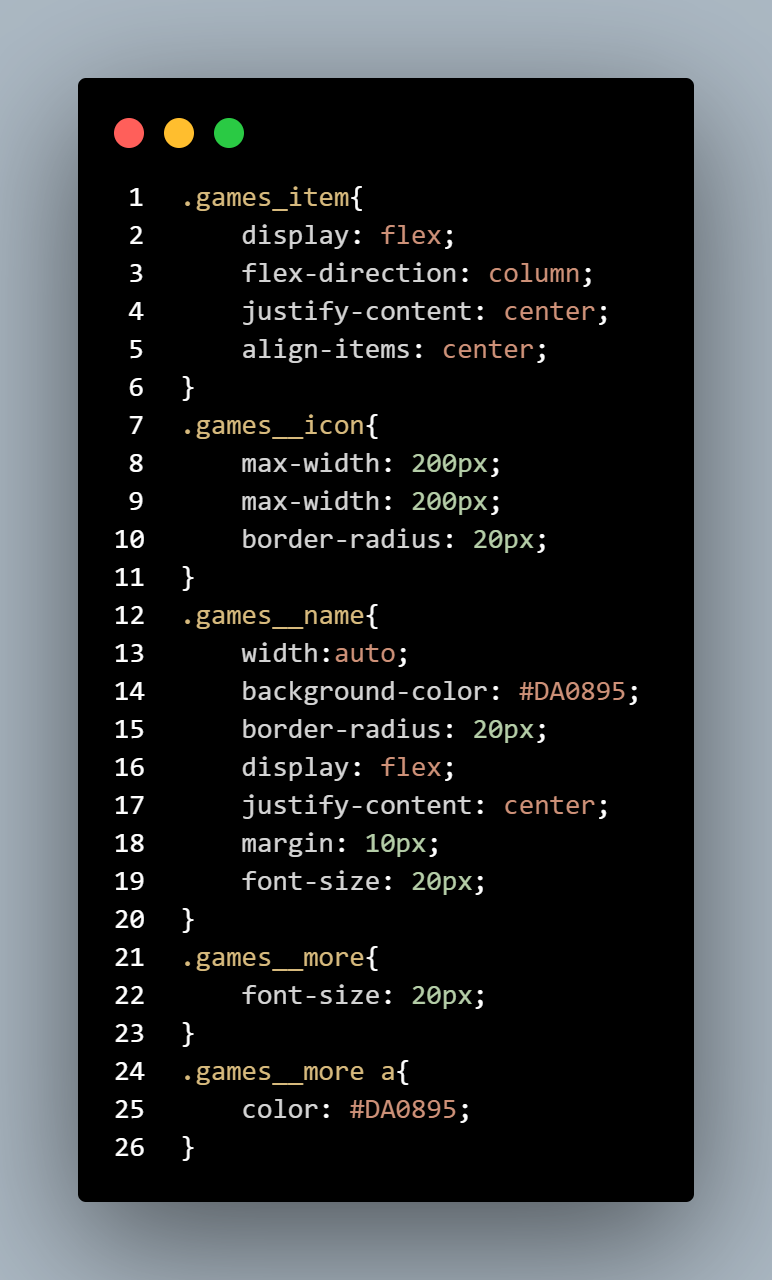 1 .games_item{
2     display: flex;
3     flex-direction: column;
4     justify-content: center;
5     align-items: center;
6 }
7 .games__icon{
8     max-width: 200px;
9     max-width: 200px;
10     border-radius: 20px;
11 }
12 .games__name{
13     width:auto;
14     background-color: #DA0895;
15     border-radius: 20px;
16     display: flex;
17     justify-content: center;
18     margin: 10px;
19     font-size: 20px;
20 }
21 .games__more{
22     font-size: 20px;
23 }
24 .games__more a{
25     color: #DA0895;
26 }